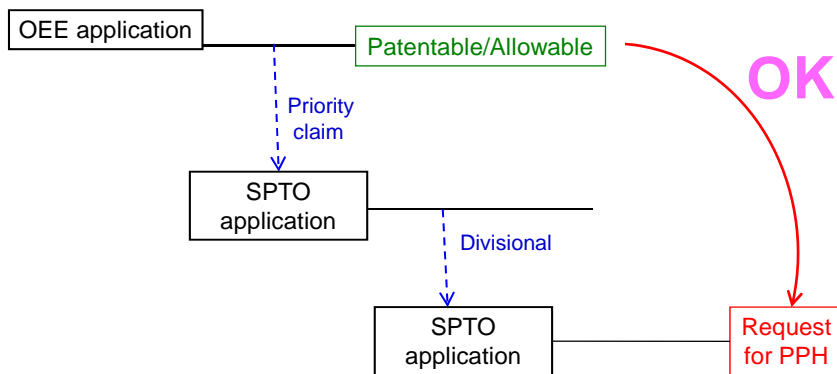 OEE application
Patentable/Allowable
OK
Priority
claim
SPTO
application
Divisional
SPTO
application
Request
for PPH